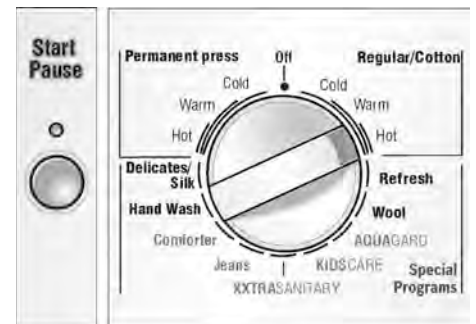 Start
Pause
Permanent press
Off
Regular/Cotton
Cold
Cold
Warm
Warm
Hot
Hot
Delicates/
Silk
Refresh
Hand Wash
Wool
Comforter
AQUAGARD
Jeans
KIDSCARE
XXTRASANITARY
Special
Programs